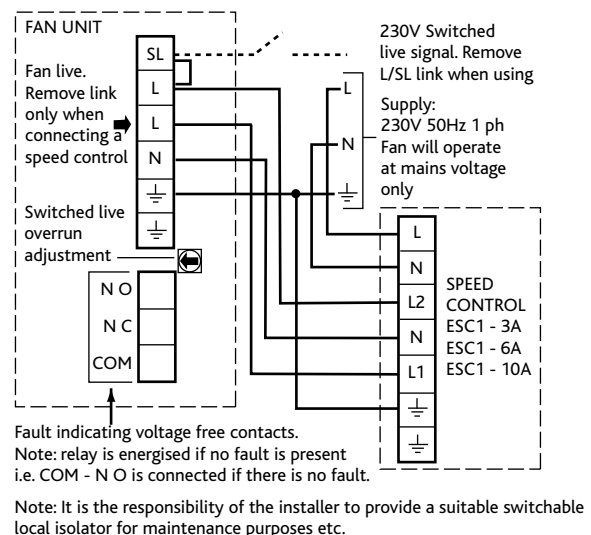 FAN UNIT
Fan live.
Remove link
only when
connecting a
speed control
SL
L
L
N
Switched live
overrun
adjustment
N O
N C
COM
230V Switched
live signal. Remove
L/SL link when using
L
N
Supply:
230V 50Hz 1 ph
Fan will operate
at mains voltage
only
L
N
L2
N
L1
SPEED
CONTROL
ESC1 - 3A
ESC1 - 6A
ESC1 - 10A
Fault indicating voltage free contacts.
Note: relay is energised if no fault is present
i.e. COM - N O is connected if there is no fault.
Note: It is the responsibility of the installer to provide a suitable switchable
local isolator for maintenance purposes etc.